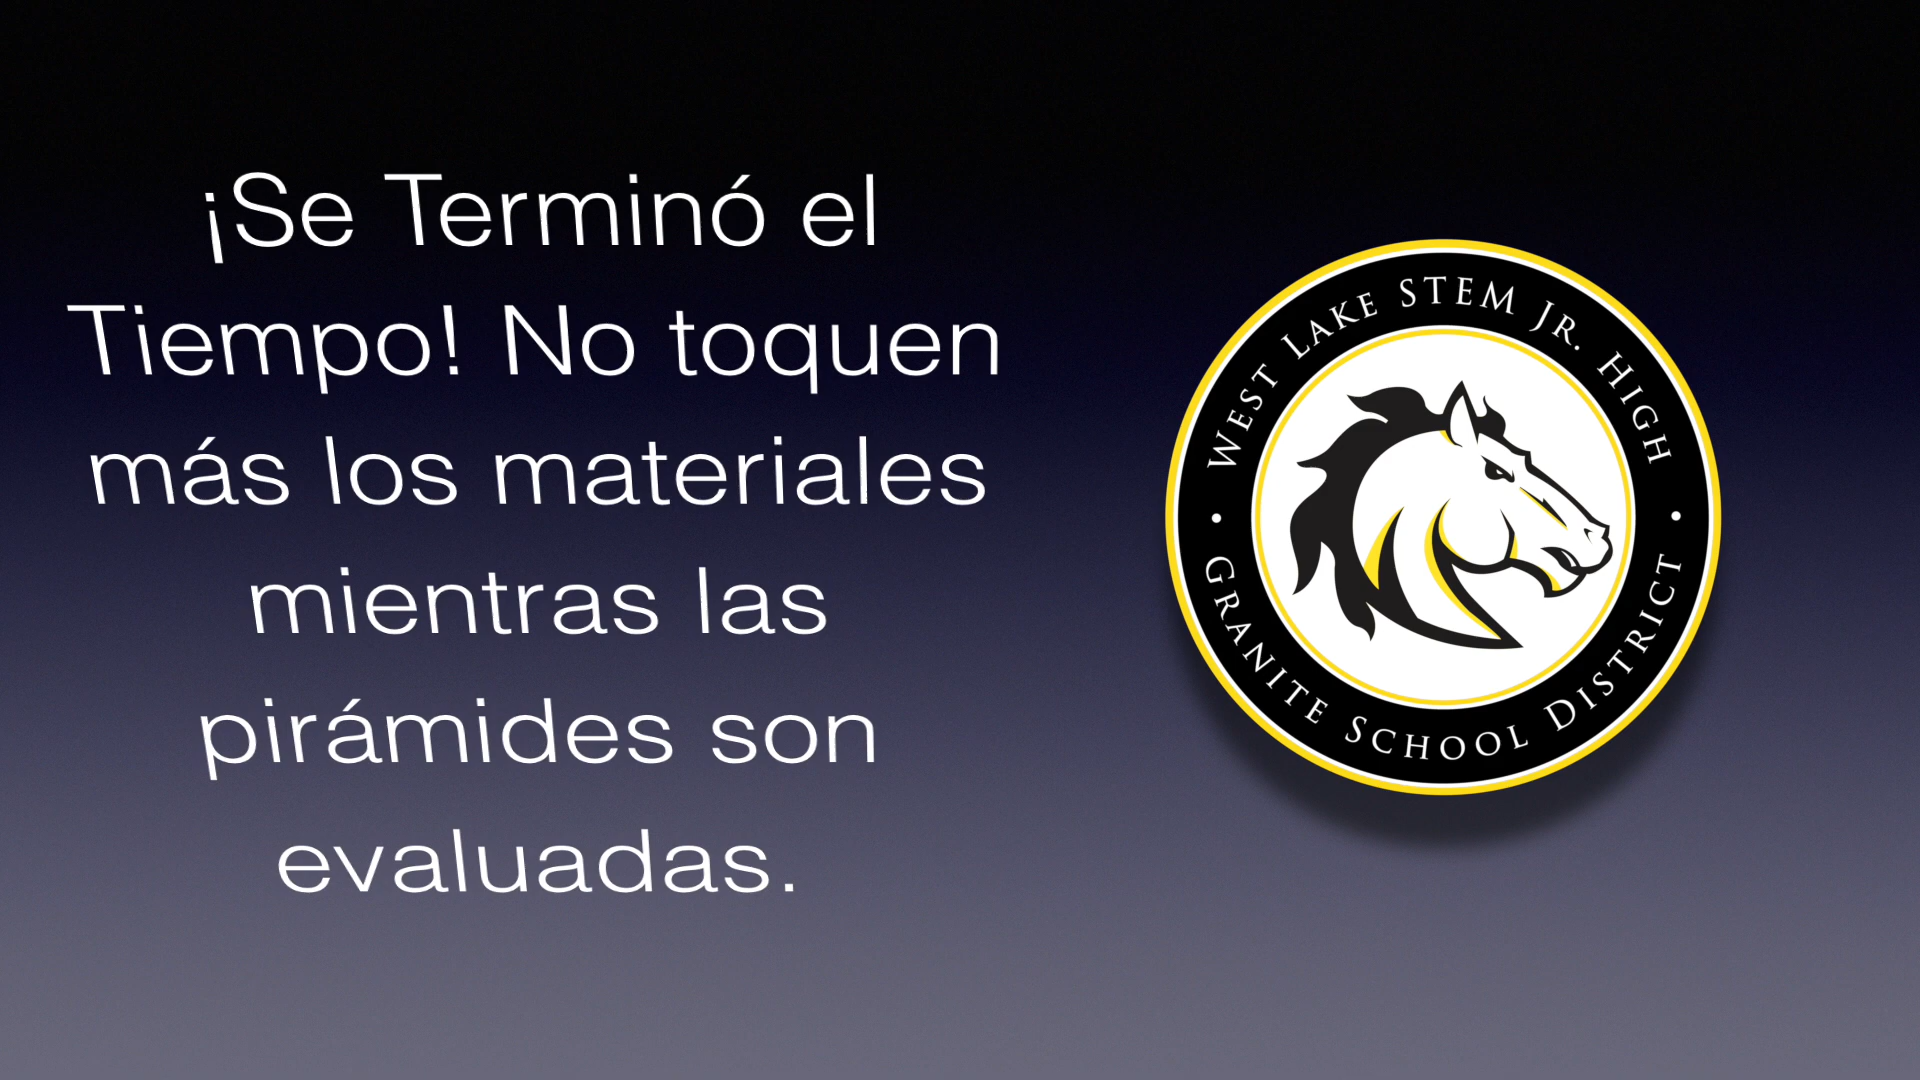 ¡Se Terminó el
Tiempo! No toquen
más los materiales
mientras las
pirámides son
evaluadas.
WEST LAKE STEM JR. HIGH
GRANITE SCHOOL DISTRICT